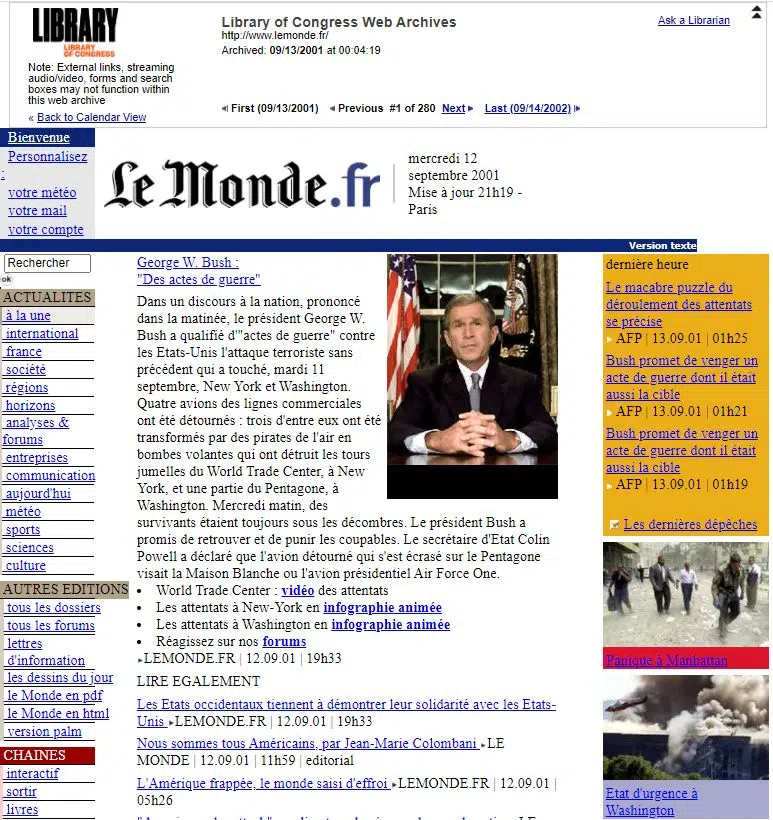 LIBRARY
LIBRARY
OF CONGRESS
Note: External links, streaming
audio/video, forms and search
boxes may not function within
this web archive
« Back to Calendar View
Library of Congress Web Archives
http://www.lemonde.fr/
Archived: 09/13/2001 at 00:04:19
First (09/13/2001) Previous #1 of 280 Next Last (09/14/2002)
Ask a Librarian
Bienvenue
Personnalisez
:
votre météo
votre mail
votre compte
Le Monde.fr
mercredi 12
septembre 2001
Mise à jour 21h19 -
Paris
Version texte
Rechercher
ok
ACTUALITES
à la une
international
france
société
régions
horizons
analyses &
forums
entreprises
communication
aujourd'hui
météo
sports
sciences
culture
AUTRES EDITIONS
tous les dossiers
tous les forums
lettres
d'information
les dessins du jour
le Monde en pdf
le Monde en html
version palm
CHAINES
interactif
sortir
livres
George W. Bush :
"Des actes de guerre"
Dans un discours à la nation, prononcé
dans la matinée, le président George W.
Bush a qualifié d'"actes de guerre" contre
les Etats-Unis l'attaque terroriste sans
précédent qui a touché, mardi 11
septembre, New York et Washington.
Quatre avions des lignes commerciales
ont été détournés : trois d'entre eux ont été
transformés par des pirates de l'air en
bombes volantes qui ont détruit les tours
jumelles du World Trade Center, à New
York, et une partie du Pentagone, à
Washington. Mercredi matin, des
survivants étaient toujours sous les décombres. Le président Bush a
promis de retrouver et de punir les coupables. Le secrétaire d'Etat Colin
Powell a déclaré que l'avion détourné qui s'est écrasé sur le Pentagone
visait la Maison Blanche ou l'avion présidentiel Air Force One.
• World Trade Center : vidéo des attentats
• Les attentats à New-York en infographie animée
• Les attentats à Washington en infographie animée
• Réagissez sur nos forums
LEMONDE.FR | 12.09.01 | 19h33
LIRE EGALEMENT
Les Etats occidentaux tiennent à démontrer leur solidarité avec les Etats-
Unis LEMONDE.FR | 12.09.01 | 19h33
Nous sommes tous Américains, par Jean-Marie Colombani LE
MONDE | 12.09.01 | 11h59 | editorial
L'Amérique frappée, le monde saisi d'effroi LEMONDE.FR | 12.09.01 |
05h26
dernière heure
Le macabre puzzle du
déroulement des attentats
se précise
AFP | 13.09.01 | 01h25
Bush promet de venger un
acte de guerre dont il était
aussi la cible
AFP | 13.09.01 | 01h21
Bush promet de venger un
acte de guerre dont il était
aussi la cible
AFP | 13.09.01 | 01h19
Les dernières dépêches
Panique à Manhattan
Etat d'urgence à
Washington